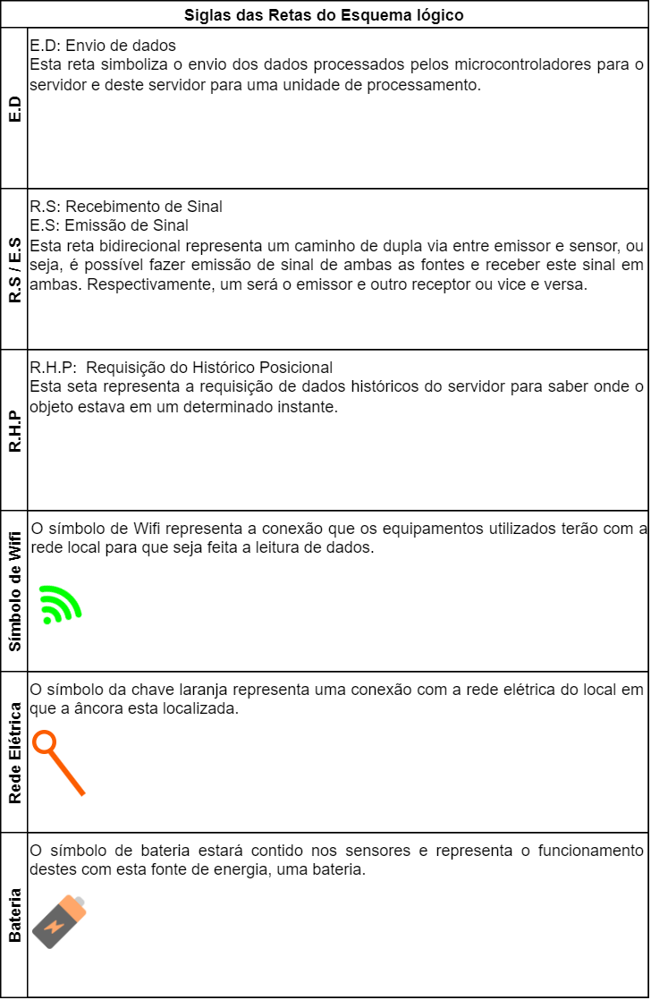 Siglas das Retas do Esquema lógico
E.D
E.D: Envio de dados
Esta reta simboliza o envio dos dados processados pelos microcontroladores para o
servidor e deste servidor para uma unidade de processamento.
R.S / E.S
R.S: Recebimento de Sinal
E.S: Emissão de Sinal
Esta reta bidirecional representa um caminho de dupla via entre emissor e sensor, ou
seja, é possível fazer emissão de sinal de ambas as fontes e receber este sinal em
ambas. Respectivamente, um será o emissor e outro receptor ou vice e versa.
R.H.P
R.H.P: Requisição do Histórico Posicional
Esta seta representa a requisição de dados históricos do servidor para saber onde o
objeto estava em um determinado instante.
Símbolo de Wifi
O símbolo de Wifi representa a conexão que os equipamentos utilizados terão com a
rede local para que seja feita a leitura de dados.
Rede Elétrica
O símbolo da chave laranja representa uma conexão com a rede elétrica do local em
que a âncora esta localizada.
Bateria
O símbolo de bateria estará contido nos sensores e representa o funcionamento
destes com esta fonte de energia, uma bateria.